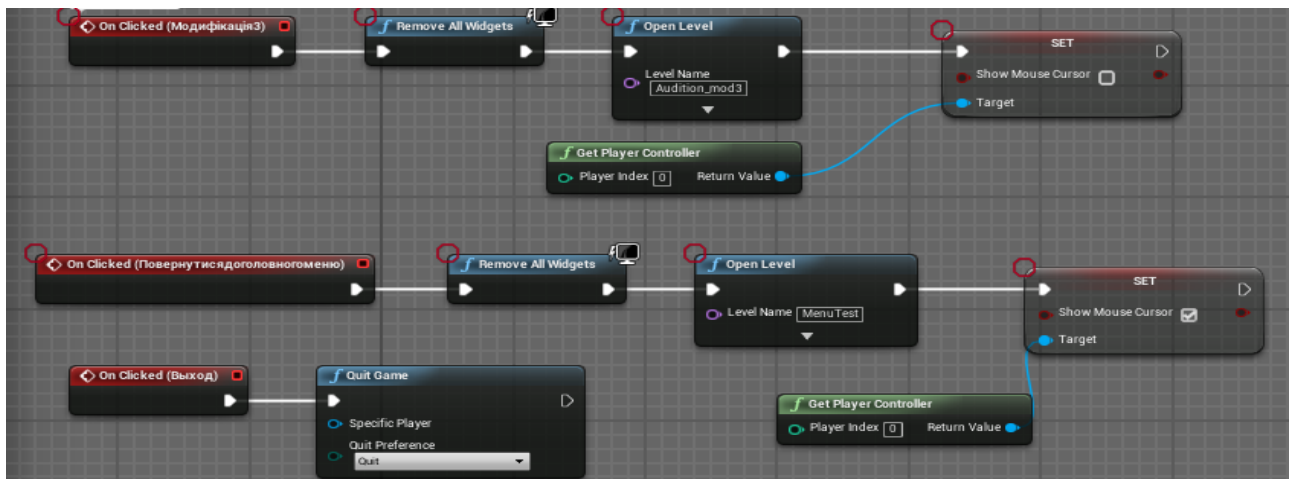 On Clicked (Модифікація3)
Remove All Widgets
Open Level
Level Name
Audition_mod3
SET
Show Mouse Cursor
Target
Get Player Controller
Player Index 0 Return Value
On Clicked (Повернутисядоголовногоменю)
Remove All Widgets
Open Level
Level Name MenuTest
SET
Show Mouse Cursor
Target
On Clicked (Выход)
Quit Game
Specific Player
Quit Preference
Quit
Get Player Controller
Player Index 0 Return Value